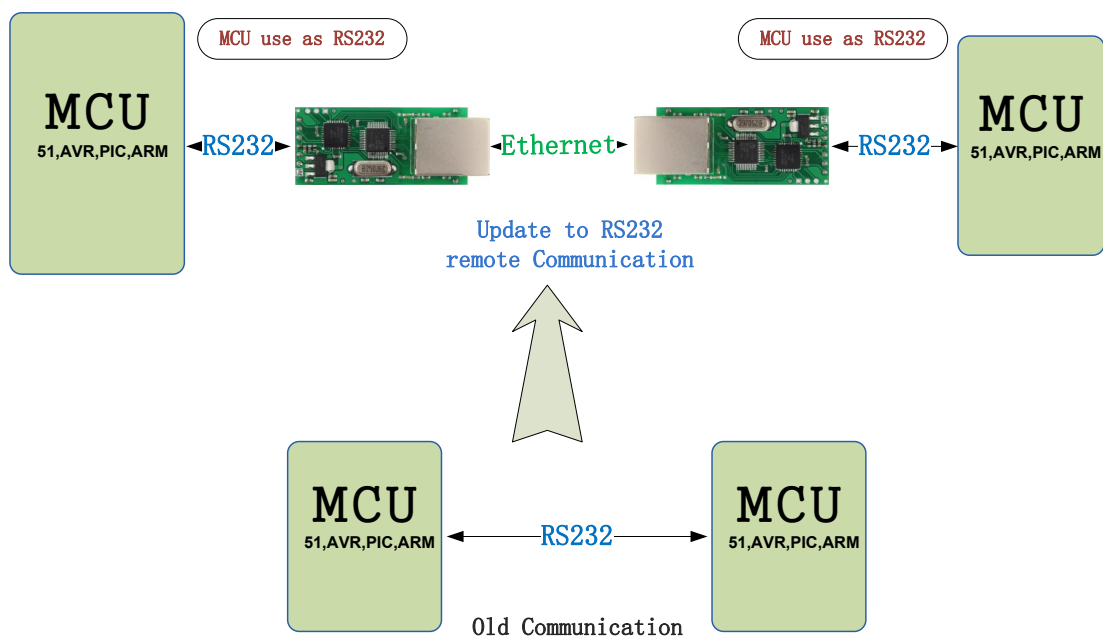 MCU use as RS232
MCU use as RS232
MCU
51,AVR,PIC,ARM
RS232
Ethernet
RS232
MCU
51,AVR,PIC,ARM
Update to RS232
remote Communication
MCU
51,AVR,PIC,ARM
RS232
MCU
51,AVR,PIC,ARM
Old Communication